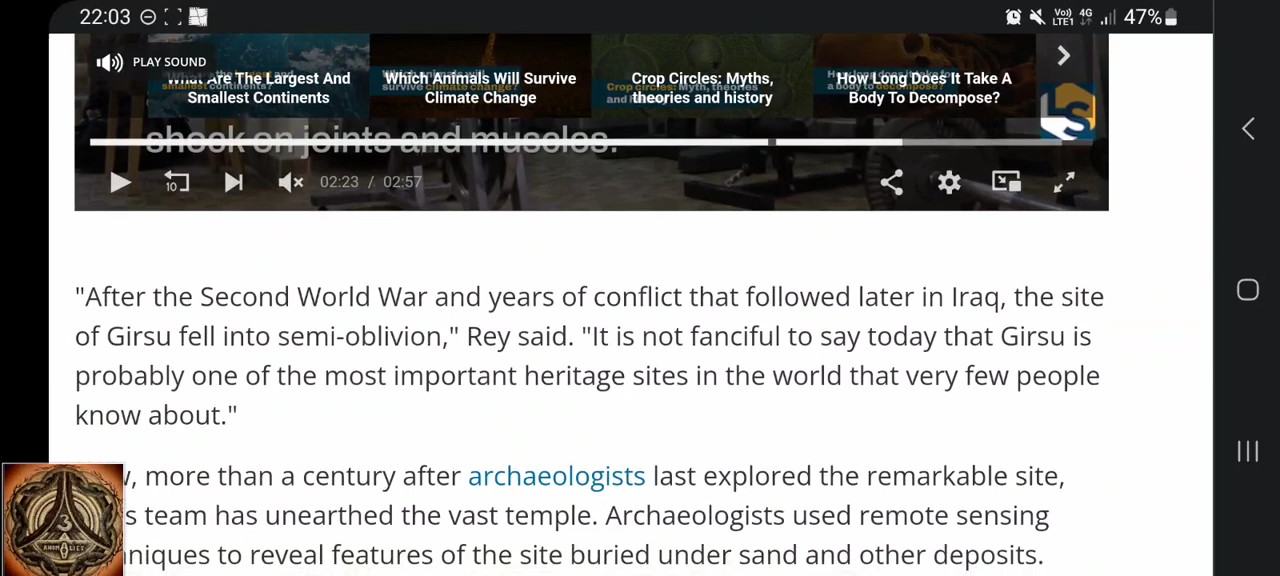 22:03
Vo) 4G
LTE1
47%
PLAY SOUND
What Are The Largest And
Smallest Continents
Which Animals Will Survive
Climate Change
Crop Circles: Myths,
theories and history
How Long Does It Take A
Body To Decompose?
shock on joints and muscles.
10
02:23 / 02:57
"After the Second World War and years of conflict that followed later in Iraq, the site
of Girsu fell into semi-oblivion," Rey said. "It is not fanciful to say today that Girsu is
probably one of the most important heritage sites in the world that very few people
know about."
more than a century after archaeologists last explored the remarkable site,
team has unearthed the vast temple. Archaeologists used remote sensing
to reveal features of the site buried under sand and other deposits.
3
ANOMALIES